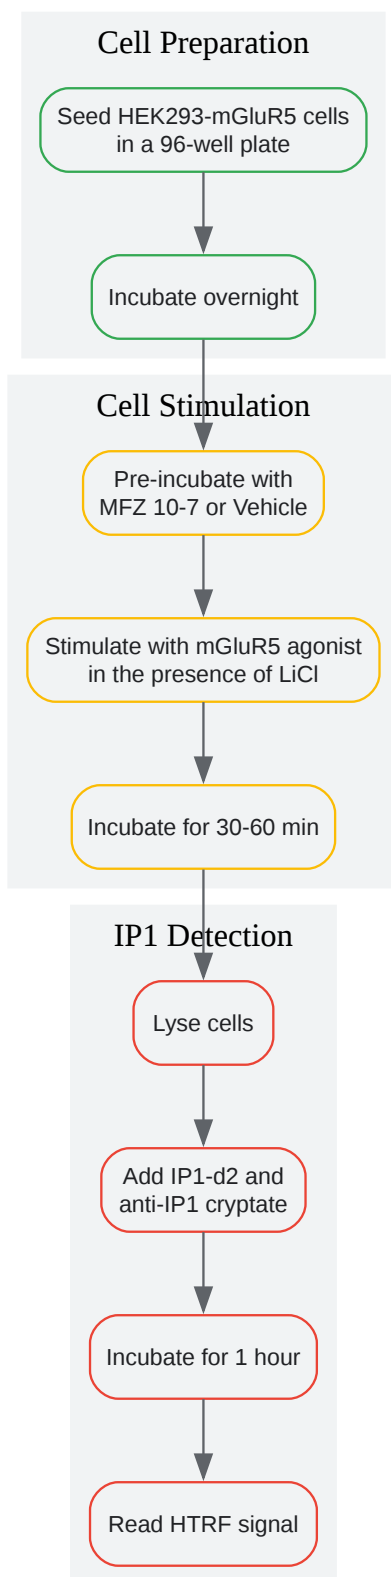 Cell Preparation
Seed HEK293-mGluR5 cells
in a 96-well plate
Incubate overnight
Cell Stimulation
Pre-incubate with
MFZ 10-7 or Vehicle
Stimulate with mGluR5 agonist
in the presence of LiCl
Incubate for 30-60 min
IP1 Detection
Lyse cells
Add IP1-d2 and
anti-IP1 cryptate
Incubate for 1 hour
Read HTRF signal